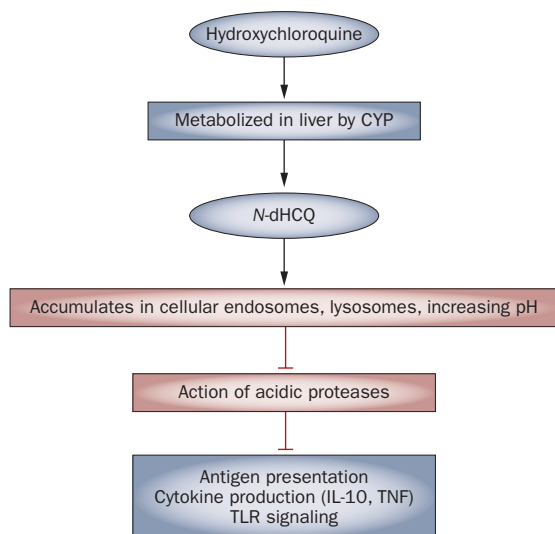 Hydroxychloroquine
Metabolized in liver by CYP
N-dHCQ
Accumulates in cellular endosomes, lysosomes, increasing pH
Action of acidic proteases
Antigen presentation
Cytokine production (IL-10, TNF)
TLR signaling